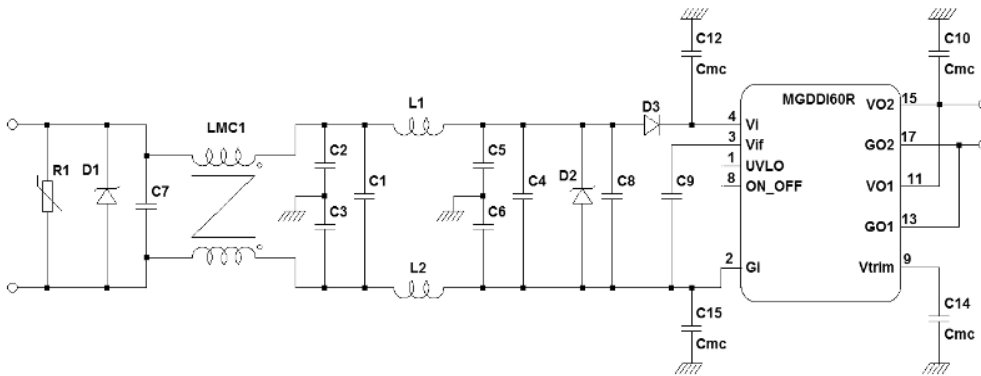 C12
Cmc
C10
Cmc
MGDDI60R
L1
D3
VO2 15
4 Vi
LMC1
3 Vif
GO2 17
C2
C5
R1
D1
1 UVLO
C7
C1
C4
D2
C8
C9
8 ON_OFF
VO1 11
C3
C6
GO1 13
L2
2 GI
Vtrim 9
C15
Cmc
C14
Cmc